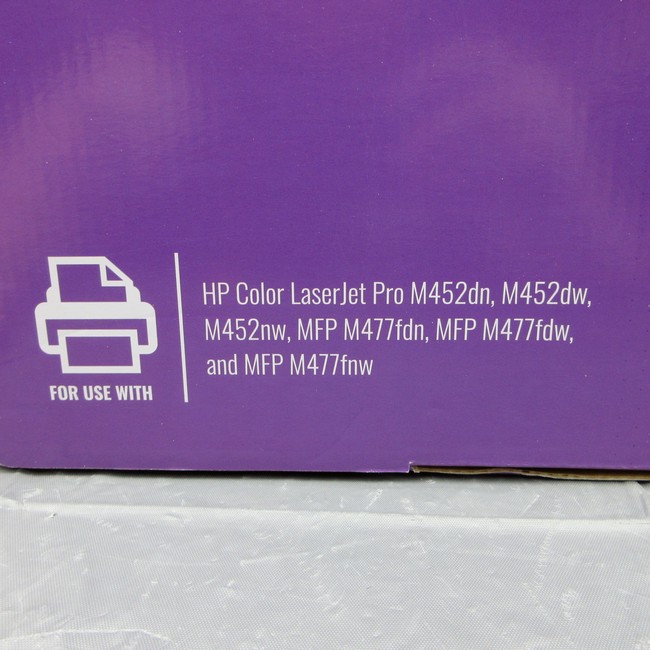 HP Color LaserJet Pro M452dn, M452dw,
M452nw, MFP M477fdn, MFP M477fdw,
and MFP M477fnw
FOR USE WITH